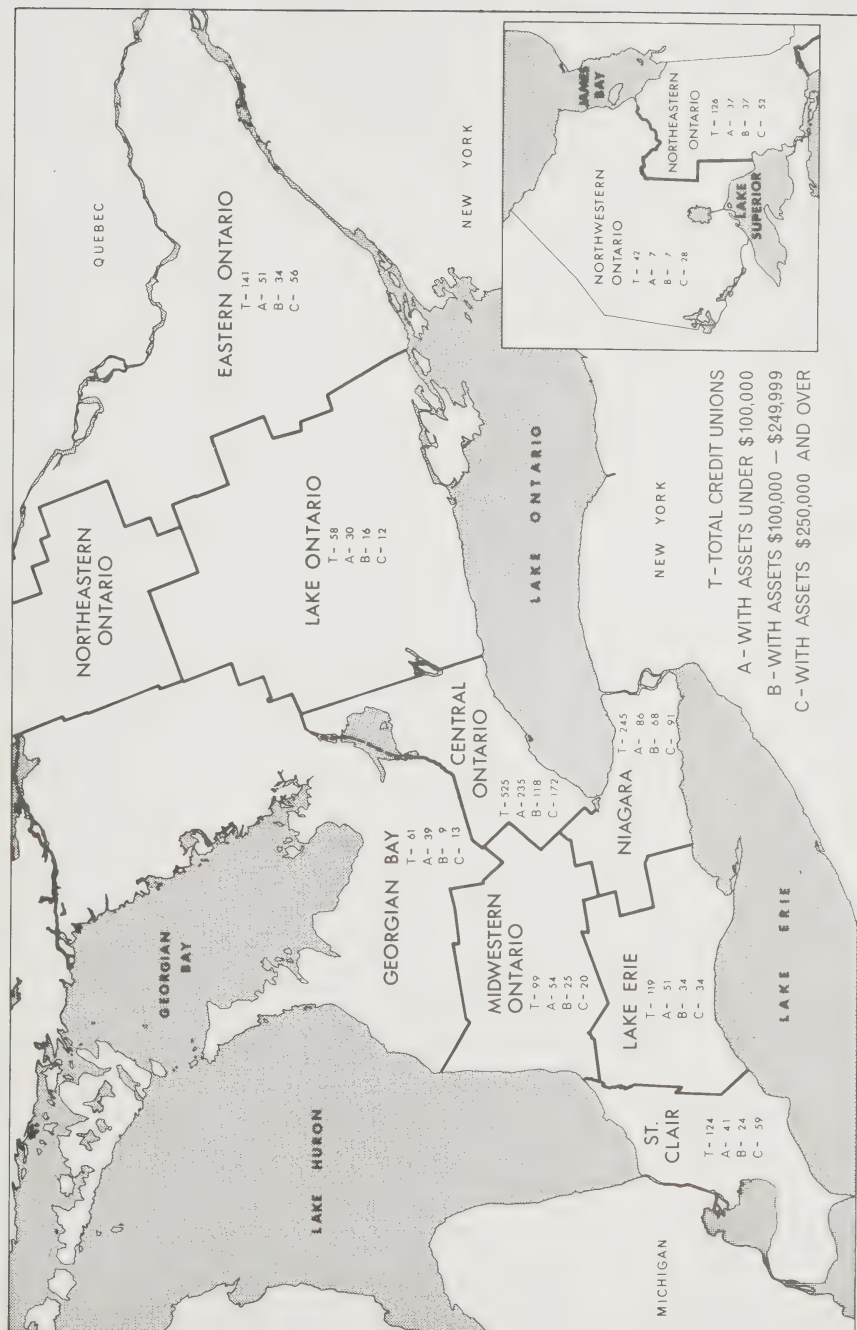 QUEBEC
NORTHEASTERN
ONTARIO
EASTERN ONTARIO
T - 141
A - 51
B - 34
C - 56
LAKE ONTARIO
T - 58
A - 30
B - 16
C - 12
NEW YORK
GEORGIAN
BAY
GEORGIAN BAY
T - 61
A - 39
B - 9
C - 13
CENTRAL
ONTARIO
T - 525
A - 235
B - 118
C - 172
LAKE ONTARIO
LAKE HURON
MIDWESTERN
ONTARIO
T - 99
A - 54
B - 25
C - 20
NIAGARA
T - 245
A - 86
B - 68
C - 91
NEW YORK
LAKE ERIE
T - 119
A - 51
B - 34
C - 34
ST.
CLAIR
T - 124
A - 41
B - 24
C - 59
MICHIGAN
LAKE ERIE
T - TOTAL CREDIT UNIONS
A - WITH ASSETS UNDER $100,000
B - WITH ASSETS $100,000 — $249,999
C - WITH ASSETS $250,000 AND OVER
JAMES
BAY
NORTHWESTERN
ONTARIO
T - 42
A - 7
B - 7
C - 28
NORTHEASTERN
ONTARIO
T - 126
A - 37
B - 37
C - 52
LAKE
SUPERIOR